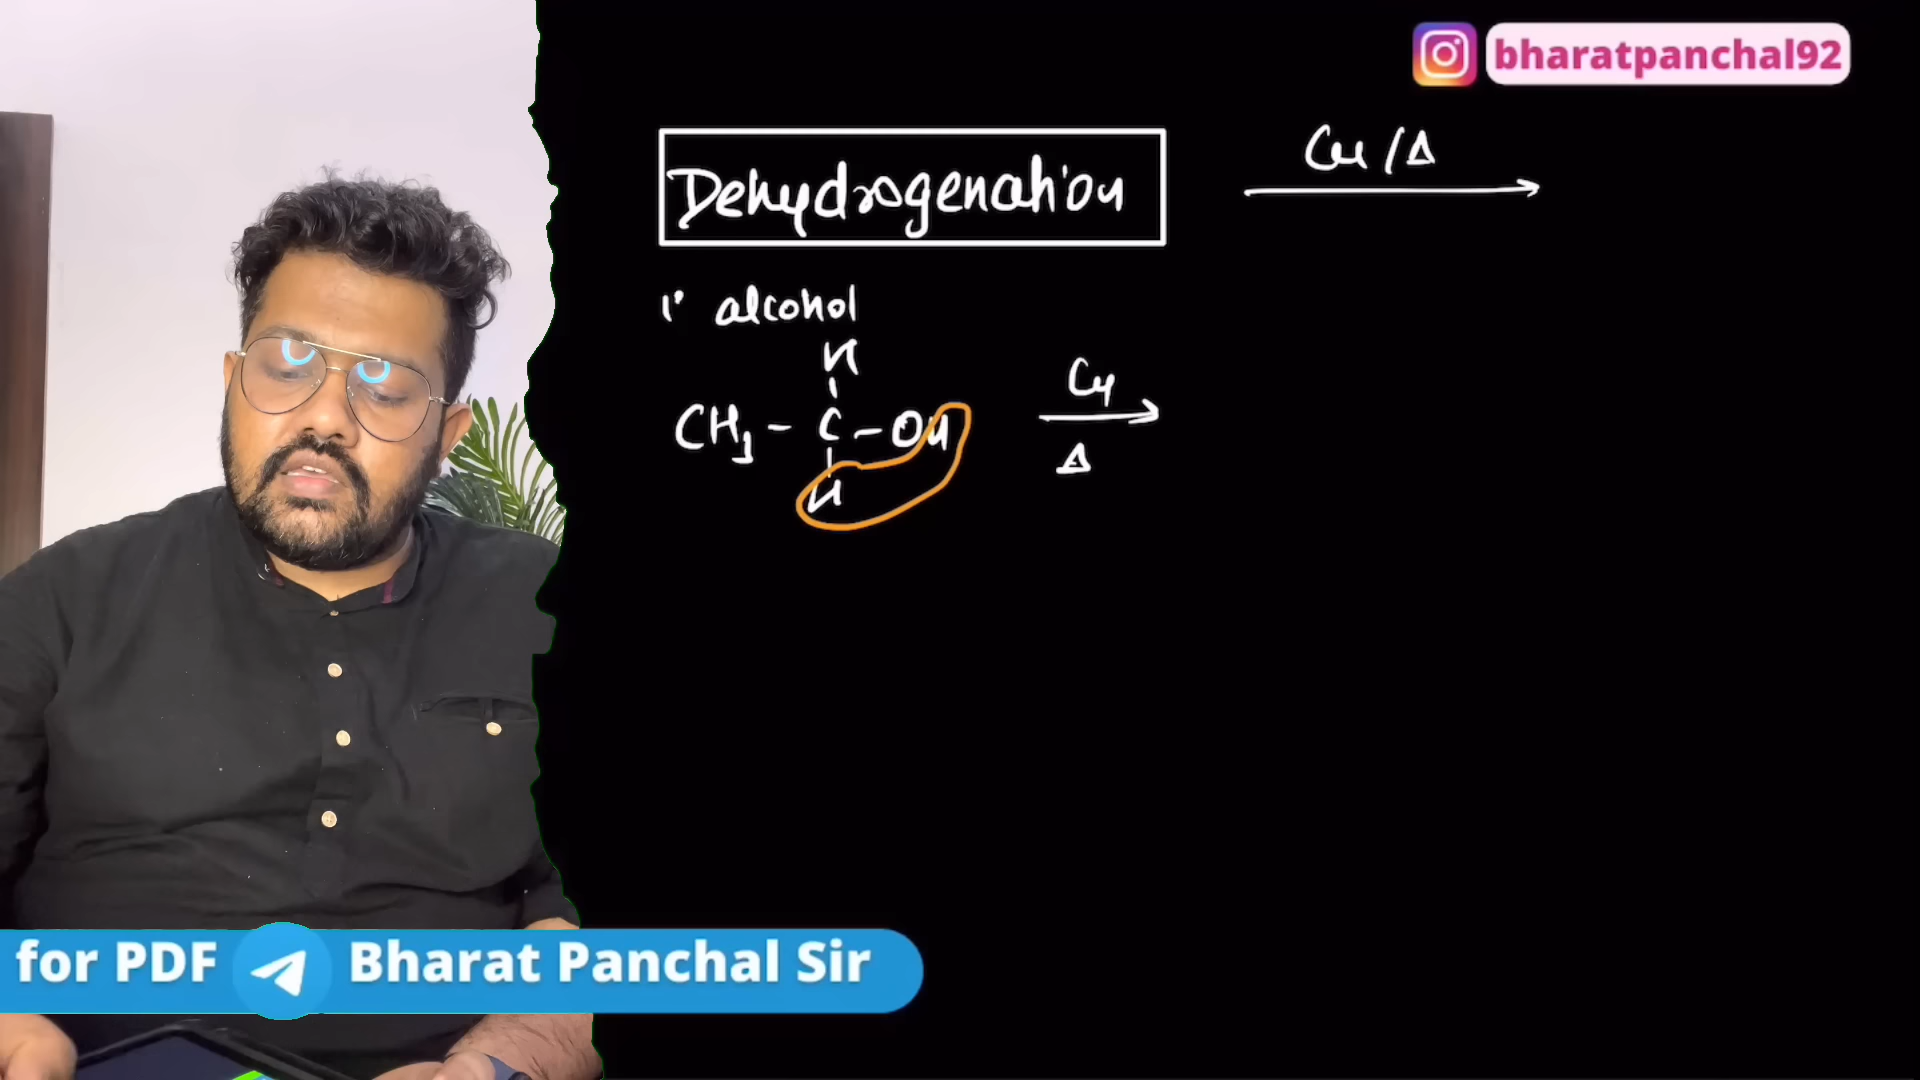 bharatpanchal92
Dehydrogenation
Cu/Δ
1° alcohol
H
CH3 - C - OH
H
Cu
Δ
for PDF Bharat Panchal Sir